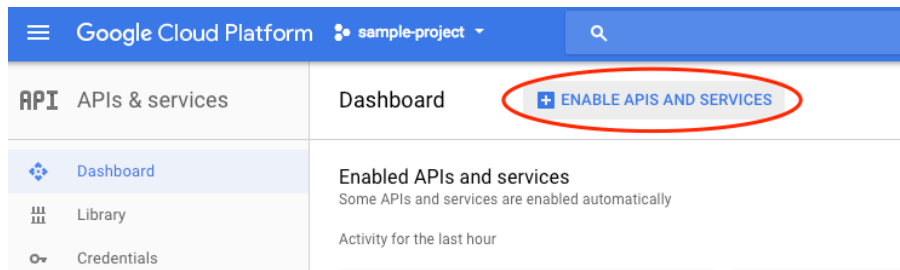 Google Cloud Platform sample-project
API APIs & services
Dashboard ENABLE APIS AND SERVICES
Dashboard
Library
Credentials
Enabled APIs and services
Some APIs and services are enabled automatically
Activity for the last hour